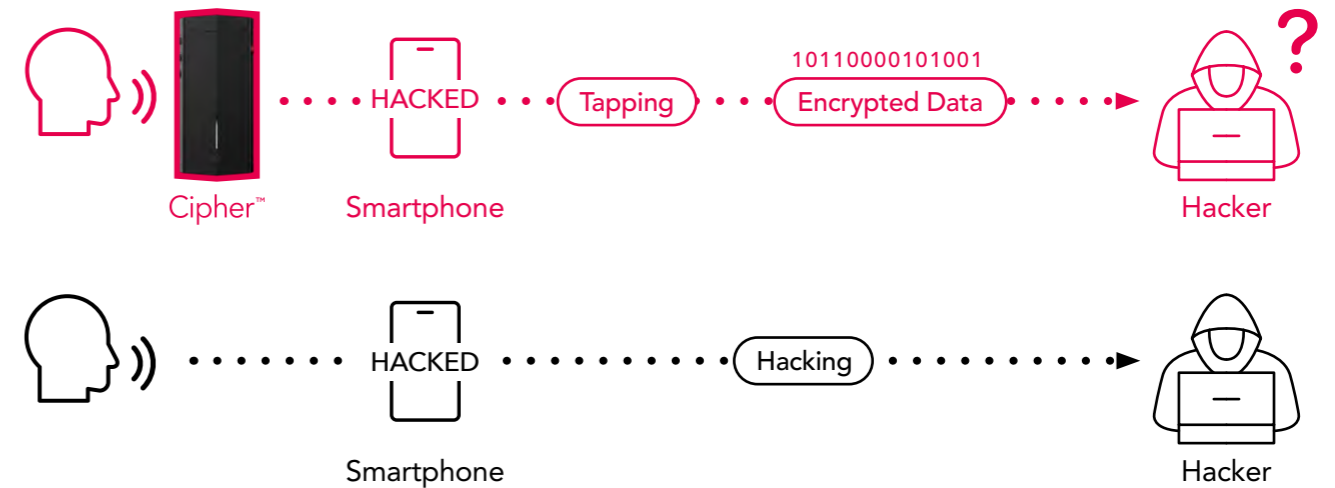 ?
10110000101001
HACKED
Tapping
Encrypted Data
Cipher™
Smartphone
Hacker
HACKED
Hacking
Smartphone
Hacker